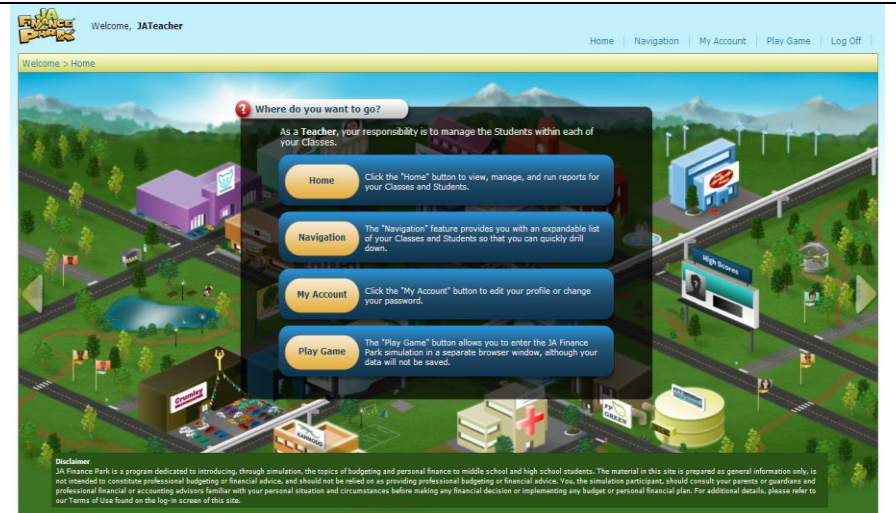 JA
FINANCE
PARK
Welcome, JATeacher
Home | Navigation | My Account | Play Game | Log Off |
Welcome > Home
? Where do you want to go?
As a Teacher, your responsibility is to manage the Students within each of
your Classes.
Home
Click the "Home" button to view, manage, and run reports for
your Classes and Students.
Navigation
The "Navigation" feature provides you with an expandable list
of your Classes and Students so that you can quickly drill
down.
My Account
Click the "My Account" button to edit your profile or change
your password.
Play Game
The "Play Game" button allows you to enter the JA Finance
Park simulation in a separate browser window, although your
data will not be saved.
High Scores
?
Crumley
KARMODO
FP
GREEN
Disclaimer
JA Finance Park is a program dedicated to introducing, through simulation, the topics of budgeting and personal finance to middle school and high school students. The material in this site is prepared as general information only, is
not intended to constitute professional budgeting or financial advice, and should not be relied on as providing professional budgeting or financial advice. You, the simulation participant, should consult your parents or guardians and
professional financial or accounting advisors familiar with your personal situation and circumstances before making any financial decision or implementing any budget or personal financial plan. For additional details, please refer to
our Terms of Use found on the log-in screen of this site.